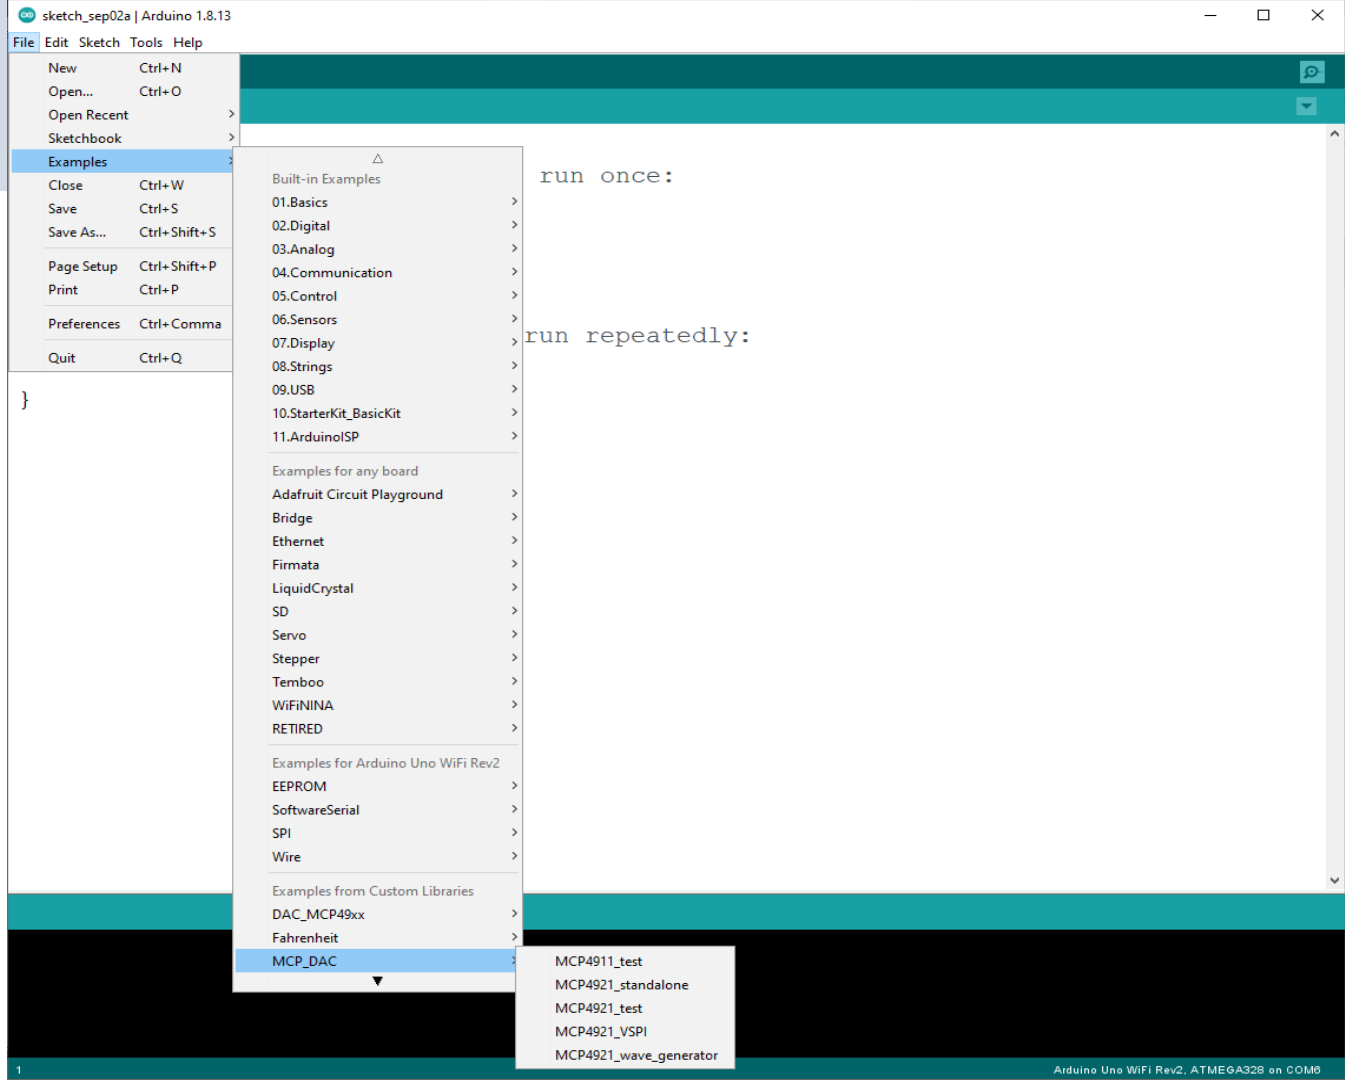 sketch_sep02a | Arduino 1.8.13
File Edit Sketch Tools Help
New Ctrl+N
Open... Ctrl+O
Open Recent
Sketchbook
Examples
Close Ctrl+W
Save Ctrl+S
Save As... Ctrl+Shift+S
Page Setup Ctrl+Shift+P
Print Ctrl+P
Preferences Ctrl+Comma
Quit Ctrl+Q
Built-in Examples
01.Basics
02.Digital
03.Analog
04.Communication
05.Control
06.Sensors
07.Display
08.Strings
09.USB
10.StarterKit_BasicKit
11.ArduinoISP
Examples for any board
Adafruit Circuit Playground
Bridge
Ethernet
Firmata
LiquidCrystal
SD
Servo
Stepper
Temboo
WiFiNINA
RETIRED
Examples for Arduino Uno WiFi Rev2
EEPROM
SoftwareSerial
SPI
Wire
Examples from Custom Libraries
DAC_MCP49xx
Fahrenheit
MCP_DAC
MCP4911_test
MCP4921_standalone
MCP4921_test
MCP4921_VSPI
MCP4921_wave_generator
run once:
run repeatedly:
}
1
Arduino Uno WiFi Rev2, ATMEGA328 on COM6